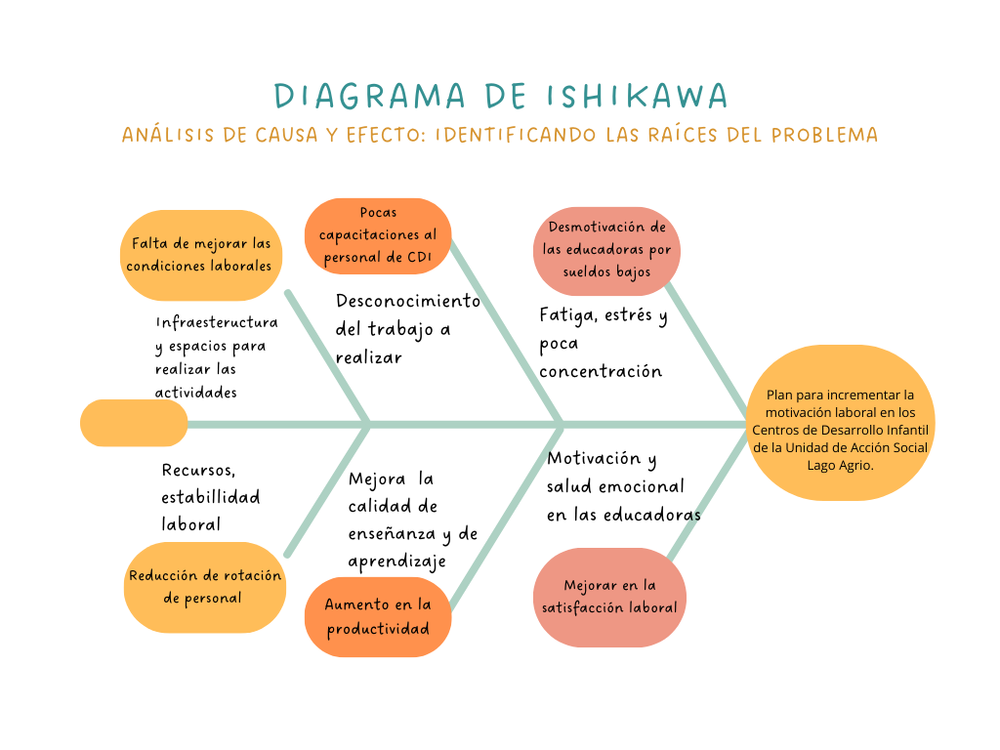 DIAGRAMA DE ISHIKAWA
ANÁLISIS DE CAUSA Y EFECTO: IDENTIFICANDO LAS RAÍCES DEL PROBLEMA
Falta de mejorar las
condiciones laborales
Pocas
capacitaciones al
personal de CDI
Desmotivación de
las educadoras por
sueldos bajos
Infraesteructura
y espacios para
realizar las
actividades
Desconocimiento
del trabajo a
realizar
Fatiga, estrés y
poca
concentración
Plan para incrementar la
motivación laboral en los
Centros de Desarrollo Infantil
de la Unidad de Acción Social
Lago Agrio.
Recursos,
estabillidad
laboral
Mejora la
calidad de
enseñanza y de
aprendizaje
Motivación y
salud emocional
en las educadoras
Reducción de rotación
de personal
Aumento en la
productividad
Mejorar en la
satisfacción laboral